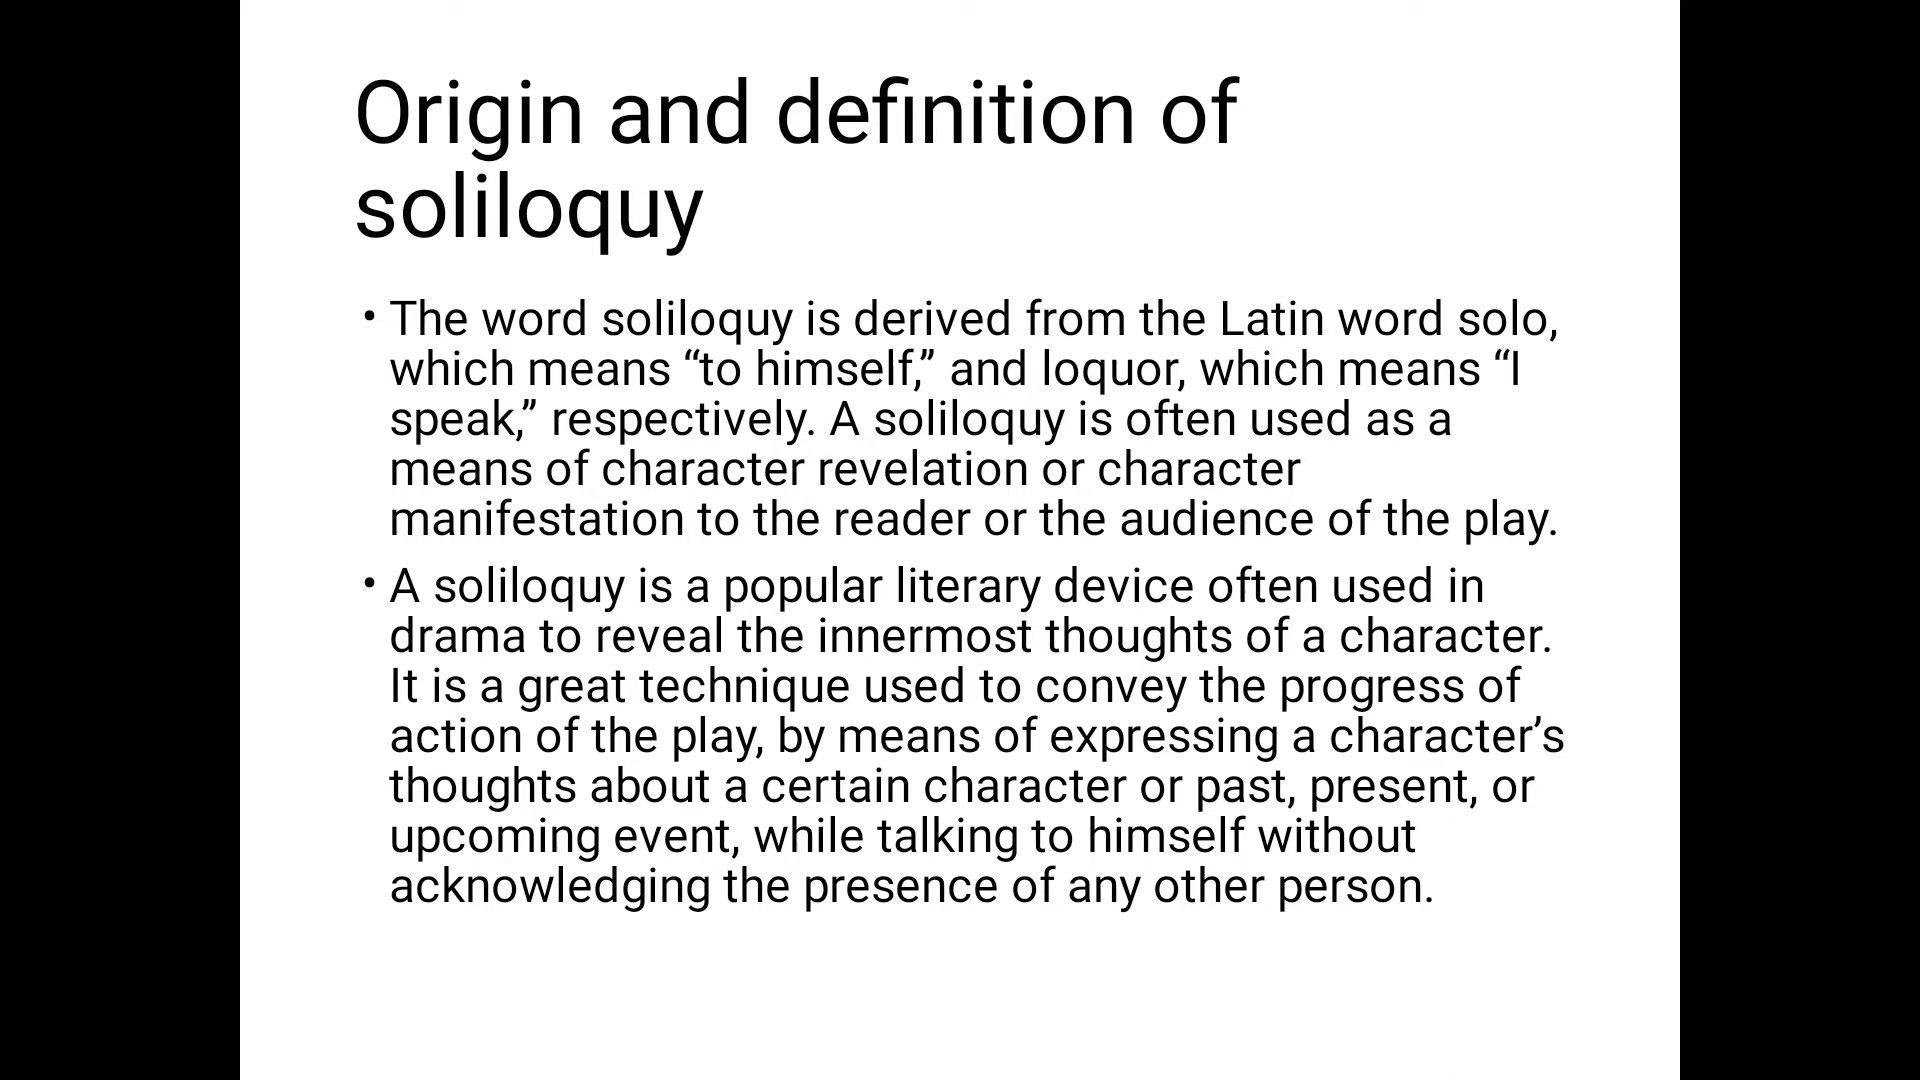 Origin and definition of
soliloquy
• The word soliloquy is derived from the Latin word solo,
which means “to himself,” and loquor, which means “I
speak,” respectively. A soliloquy is often used as a
means of character revelation or character
manifestation to the reader or the audience of the play.
• A soliloquy is a popular literary device often used in
drama to reveal the innermost thoughts of a character.
It is a great technique used to convey the progress of
action of the play, by means of expressing a character’s
thoughts about a certain character or past, present, or
upcoming event, while talking to himself without
acknowledging the presence of any other person.